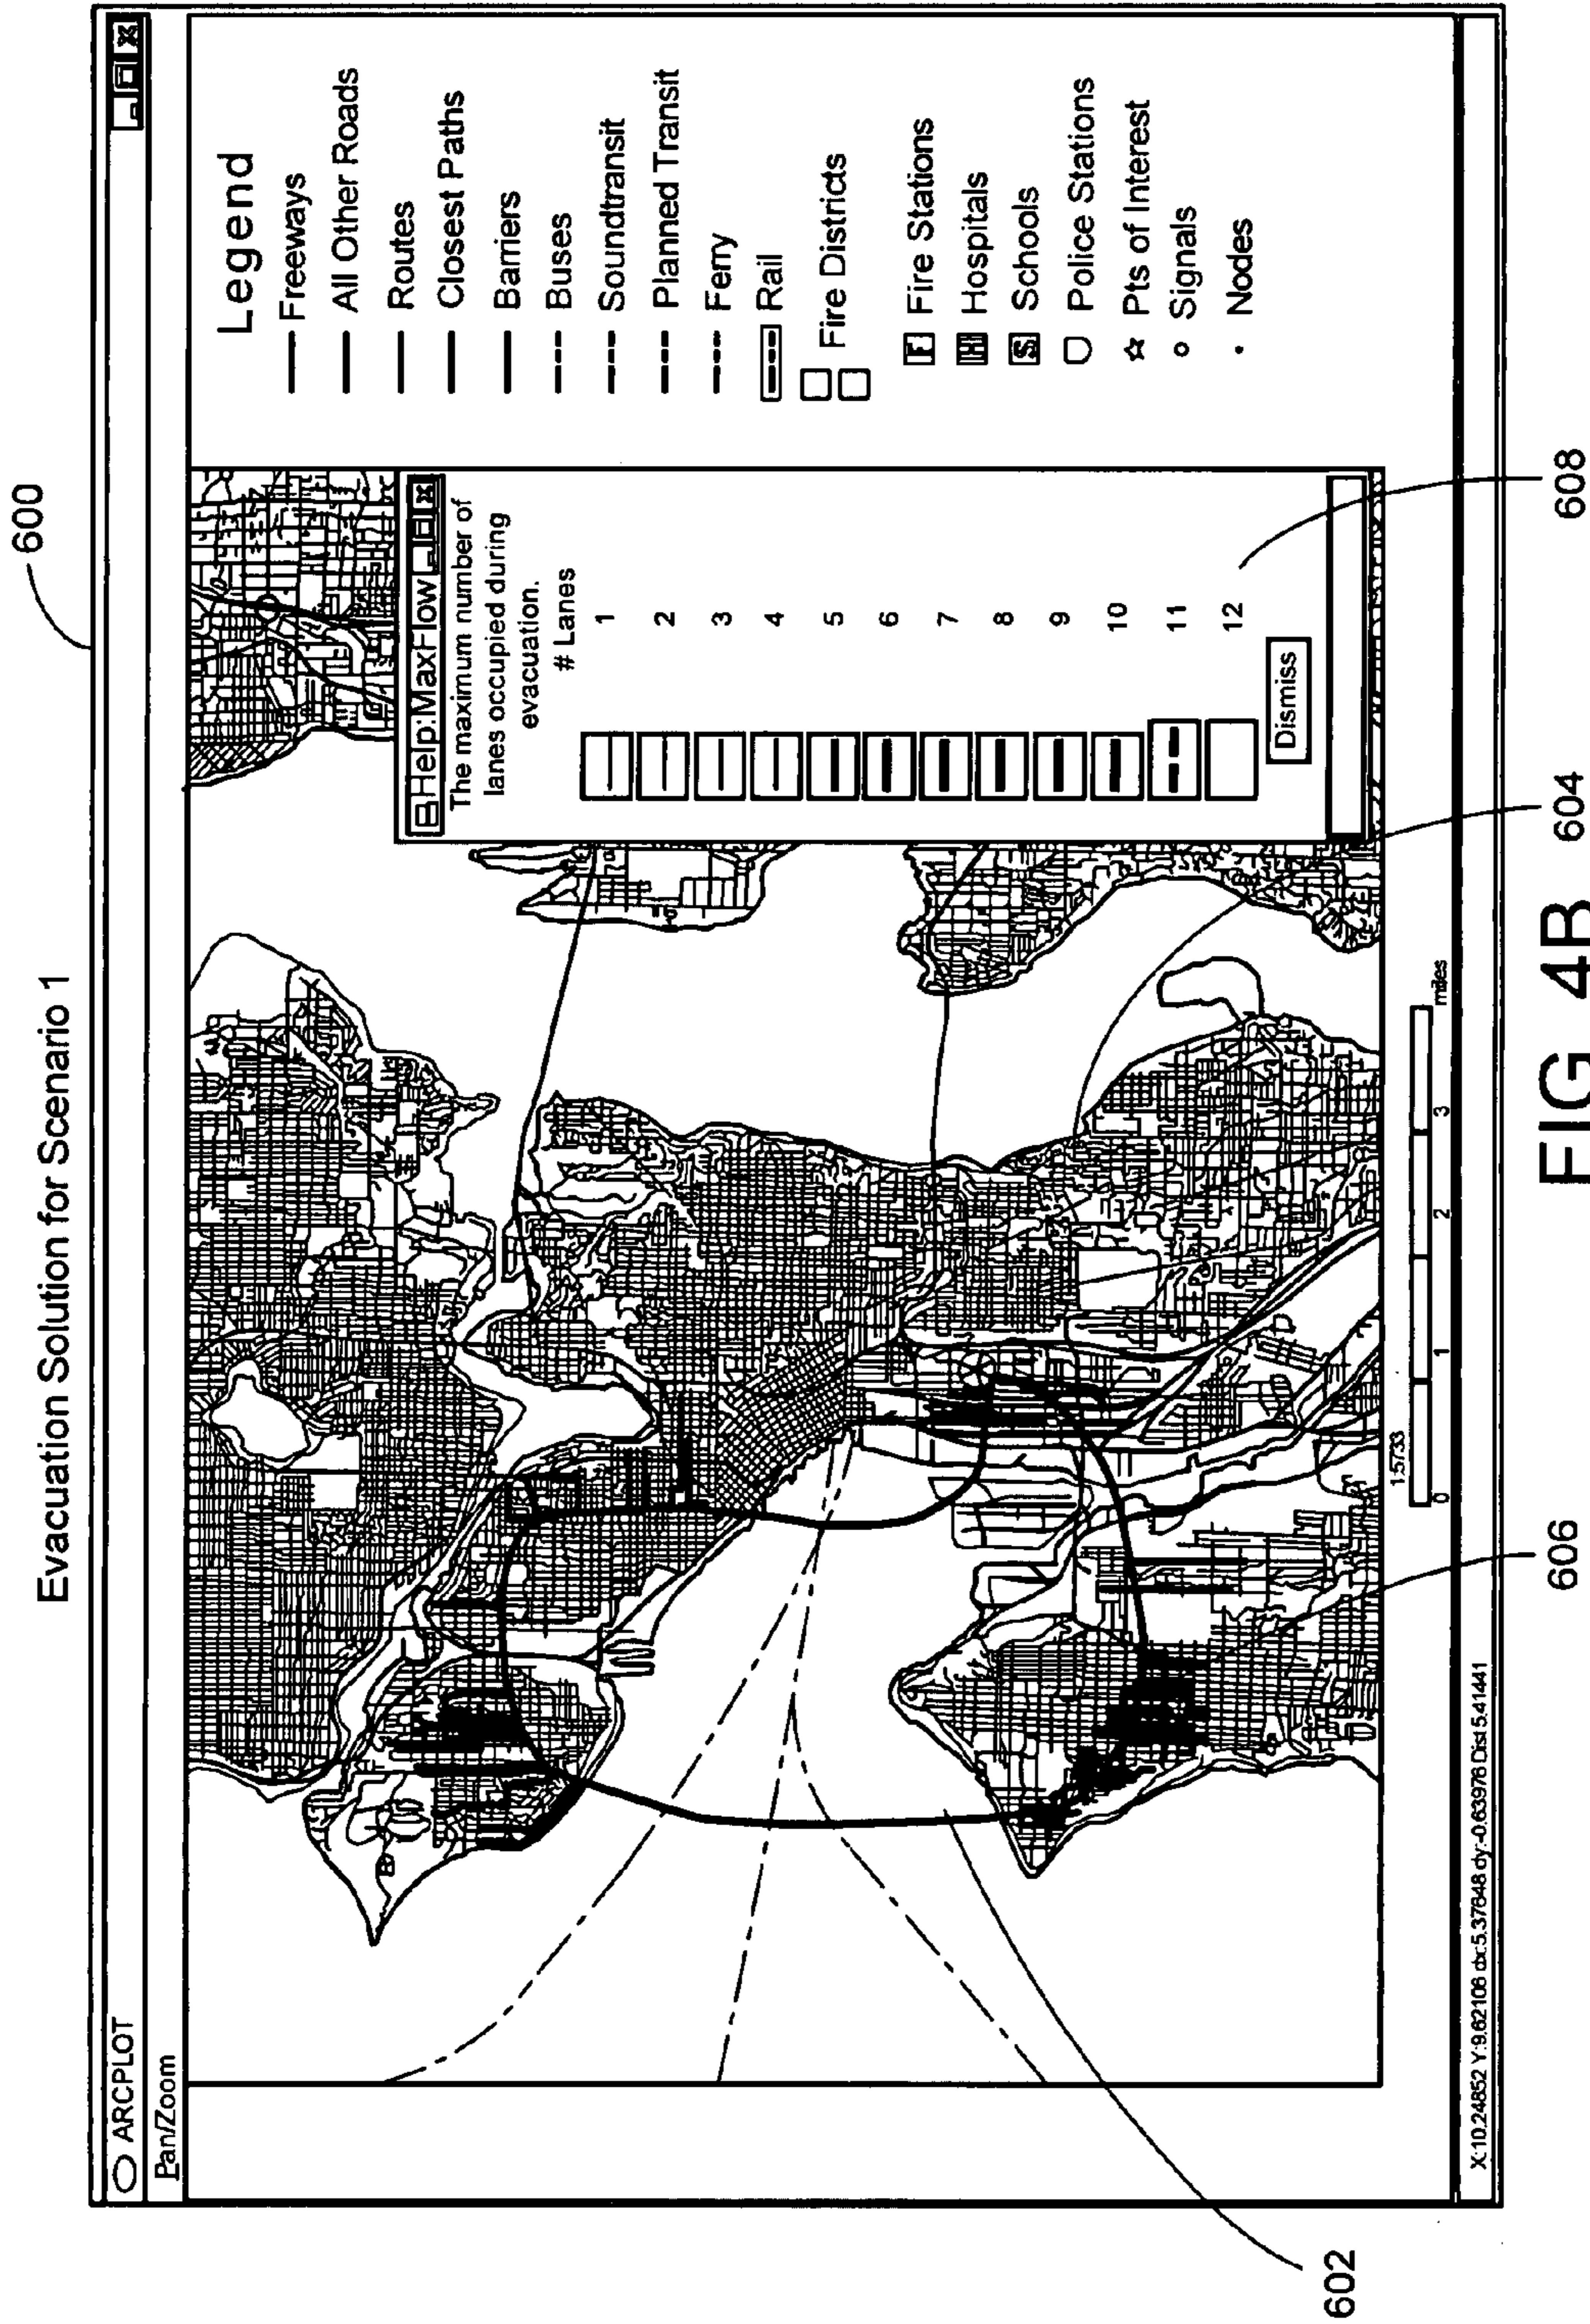 Evacuation Solution for Scenario 1
600
ARCPLOT
Pan/Zoom
Legend
Freeways
All Other Roads
Routes
Closest Paths
Barriers
Buses
Soundtransit
Planned Transit
Ferry
Rail
Fire Districts
F Fire Stations
H Hospitals
S Schools
Police Stations
Pts of Interest
Signals
Nodes
Help:MaxFlow
The maximum number of
lanes occupied during
evacuation.
# Lanes
1
2
3
4
5
6
7
8
9
10
11
12
Dismiss
1:5733
0 1 2 3 miles
X:10.24852 Y:9.62106 dx:5.37648 dy:-0.63976 Dist 5.41441
602
606
604
608
FIG 4B